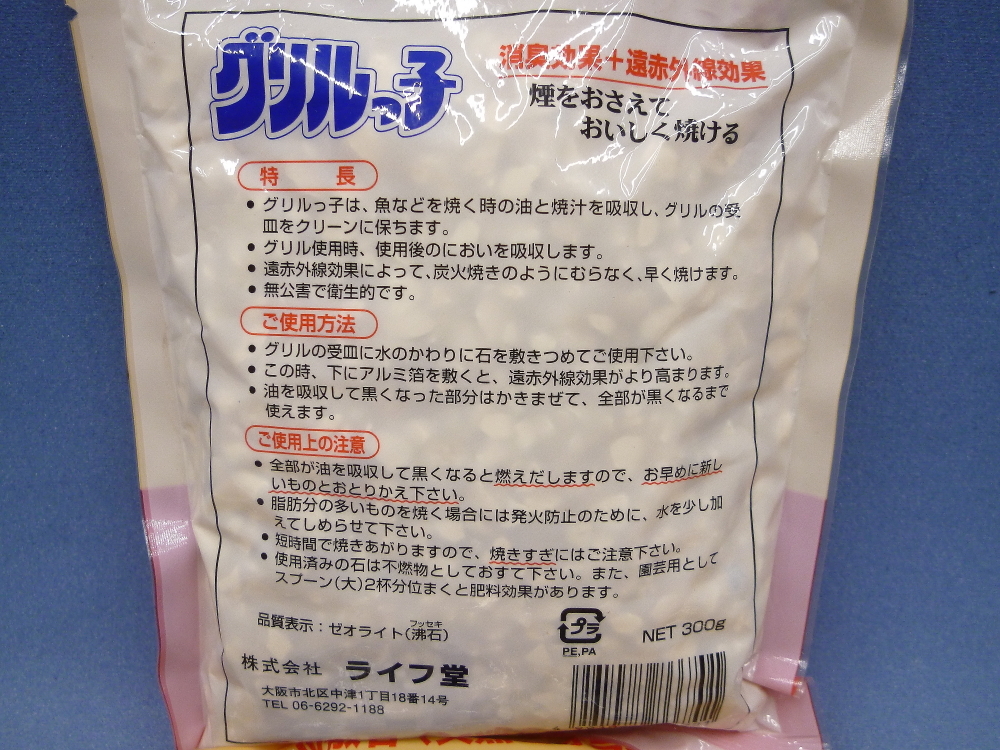 グリルっ子
消臭効果＋遠赤外線効果
煙をおさえて
おいしく焼ける
特　長
● グリルっ子は、魚などを焼く時の油と焼汁を吸収し、グリルの受
皿をクリーンに保ちます。
● グリル使用時、使用後のにおいを吸収します。
● 遠赤外線効果によって、炭火焼きのようにむらなく、早く焼けます。
● 無公害で衛生的です。
ご使用方法
● グリルの受皿に水のかわりに石を敷きつめてご使用下さい。
● この時、下にアルミ箔を敷くと、遠赤外線効果がより高まります。
● 油を吸収して黒くなった部分はかきまぜて、全部が黒くなるまで
使えます。
ご使用上の注意
● 全部が油を吸収して黒くなると燃えだしますので、お早めに新し
いものとおとりかえ下さい。
● 脂肪分の多いものを焼く場合には発火防止のために、水を少し加
えてしめらせて下さい。
● 短時間で焼きあがりますので、焼きすぎにはご注意下さい。
● 使用済みの石は不燃物としておすて下さい。また、園芸用として
スプーン(大)2杯分位まくと肥料効果があります。
品質表示：ゼオライト(沸石)
フッセキ
プラ
PE,PA
NET 300g
株式会社 ライフ堂
大阪市北区中津1丁目18番14号
TEL 06-6292-1188